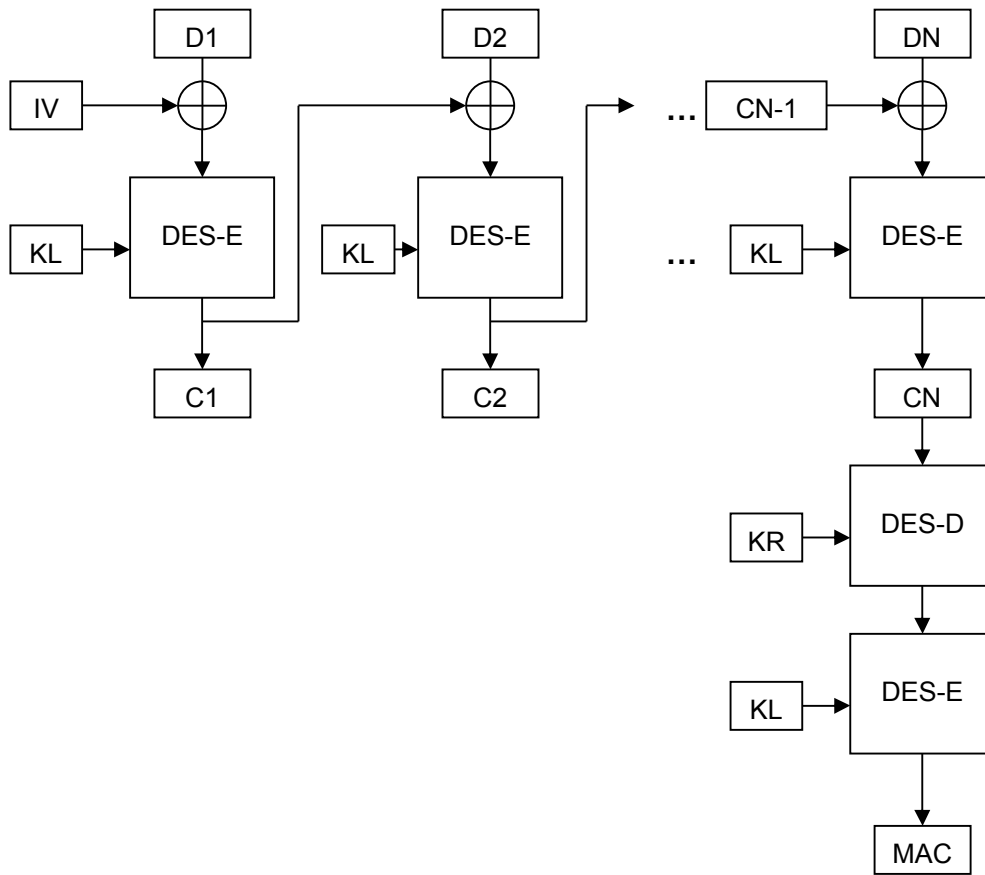 D1 D2 DN
IV ... CN-1
DES-E DES-E DES-E
KL KL ... KL
C1 C2 CN
DES-D
KR
DES-E
KL
MAC